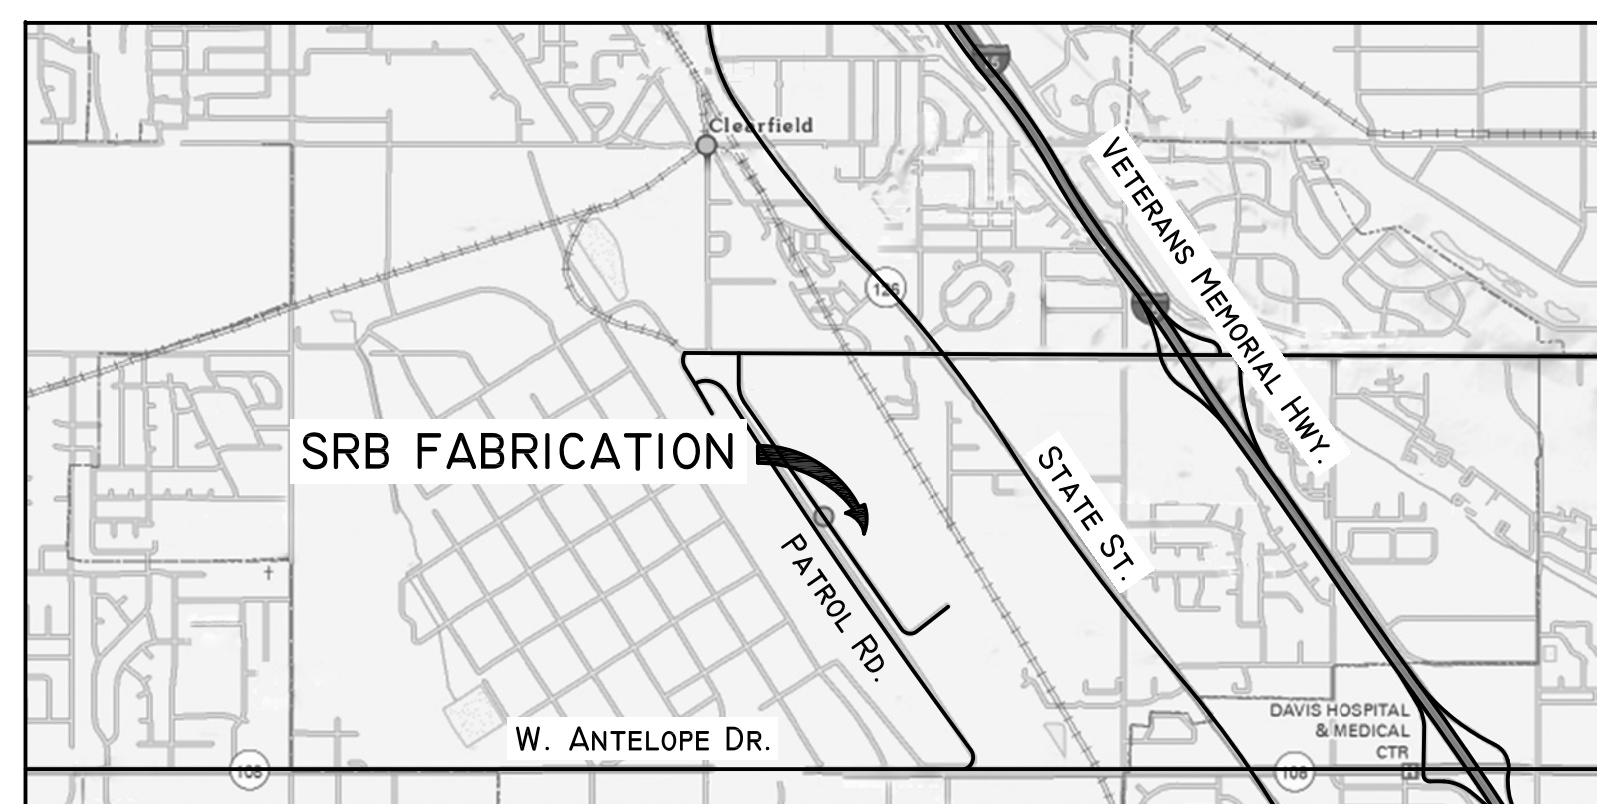 Clearfield
VETERANS MEMORIAL HWY.
126
SRB FABRICATION
STATE ST.
PATROL RD.
W. ANTELOPE DR.
DAVIS HOSPITAL
& MEDICAL
CTR
108
108
H